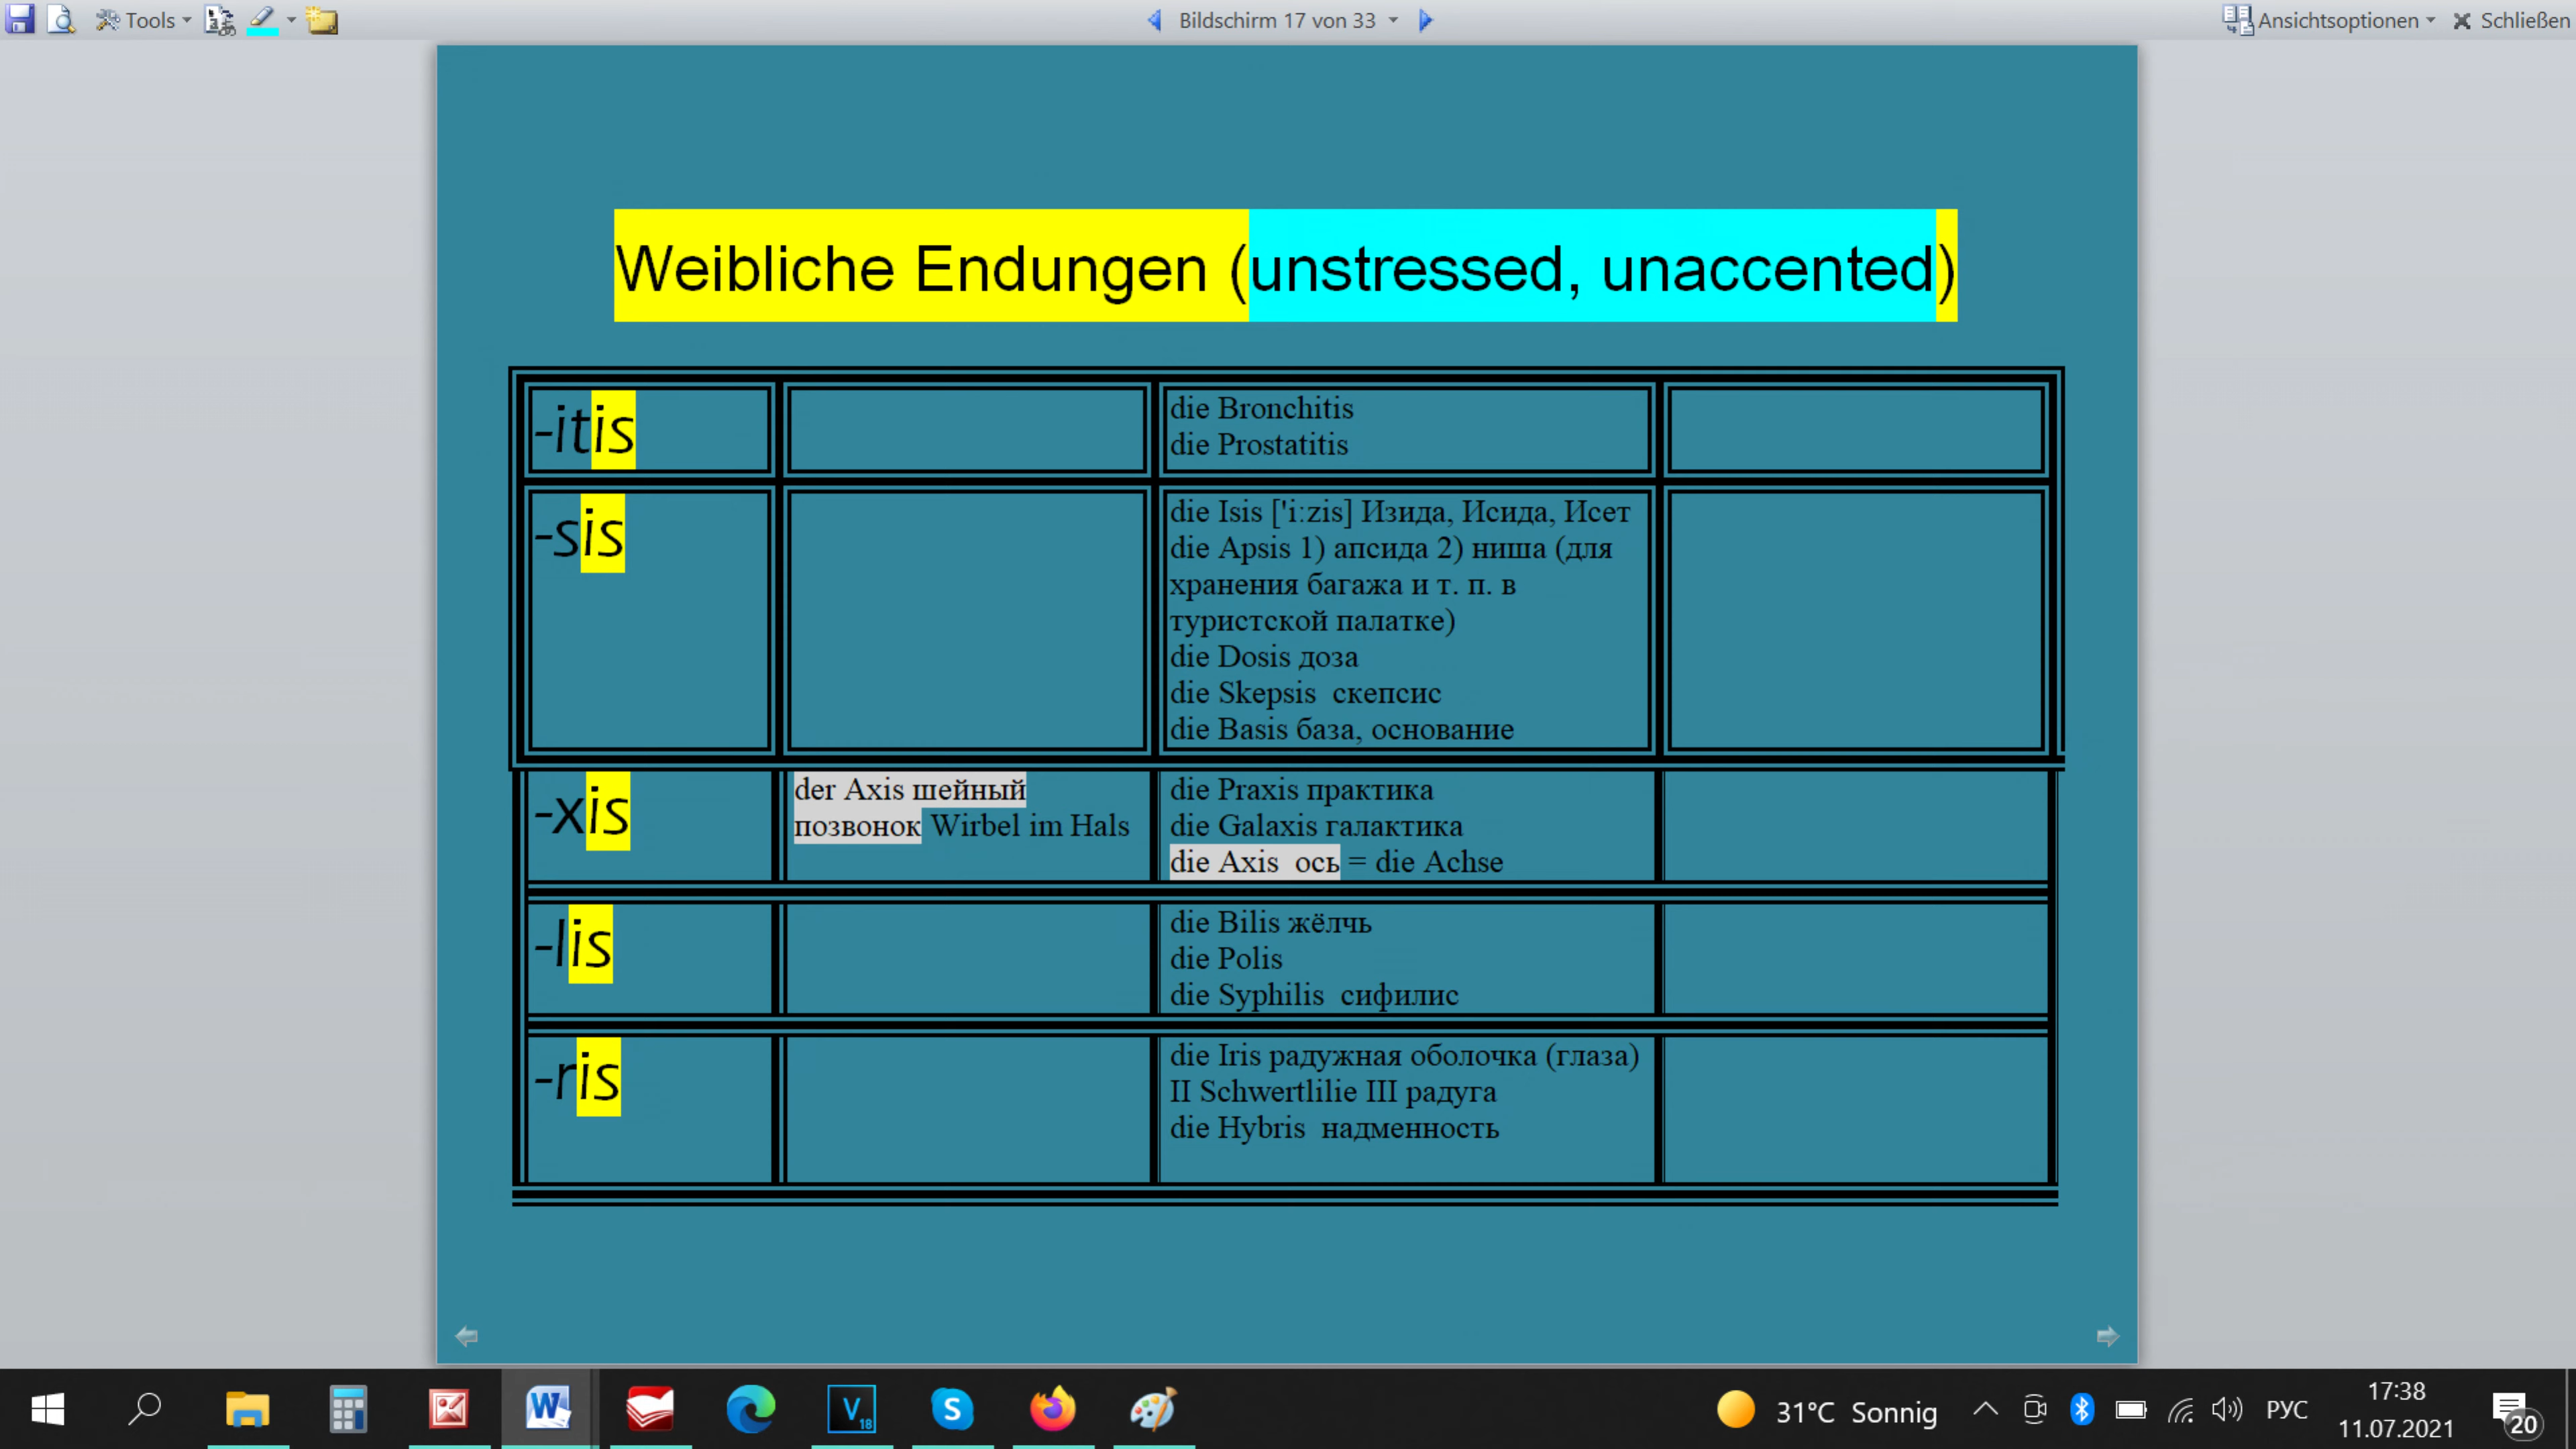 Tools
Bildschirm 17 von 33
Ansichtsoptionen
Schließen
Weibliche Endungen (unstressed, unaccented)
-itis
die Bronchitis
die Prostatitis
-sis
die Isis ['i:zis] Изида, Исида, Исет
die Apsis 1) апсида 2) ниша (для
хранения багажа и т. п. в
туристской палатке)
die Dosis доза
die Skepsis скепсис
die Basis база, основание
-xis
der Axis шейный
позвонок Wirbel im Hals
die Praxis практика
die Galaxis галактика
die Axis ось = die Achse
-lis
die Bilis жёлчь
die Polis
die Syphilis сифилис
-ris
die Iris радужная оболочка (глаза)
II Schwertlilie III радуга
die Hybris надменность
W
V
18
S
31°C Sonnig
РУС
17:38
11.07.2021
20